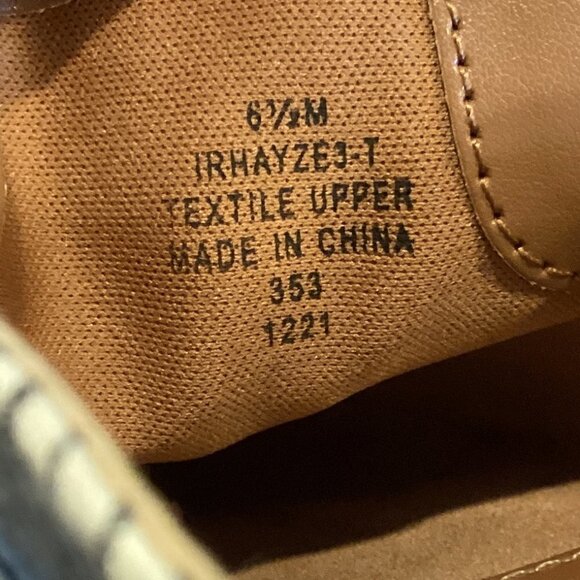 6½M
IRHAYZE3-T
TEXTILE UPPER
MADE IN CHINA
353
1221